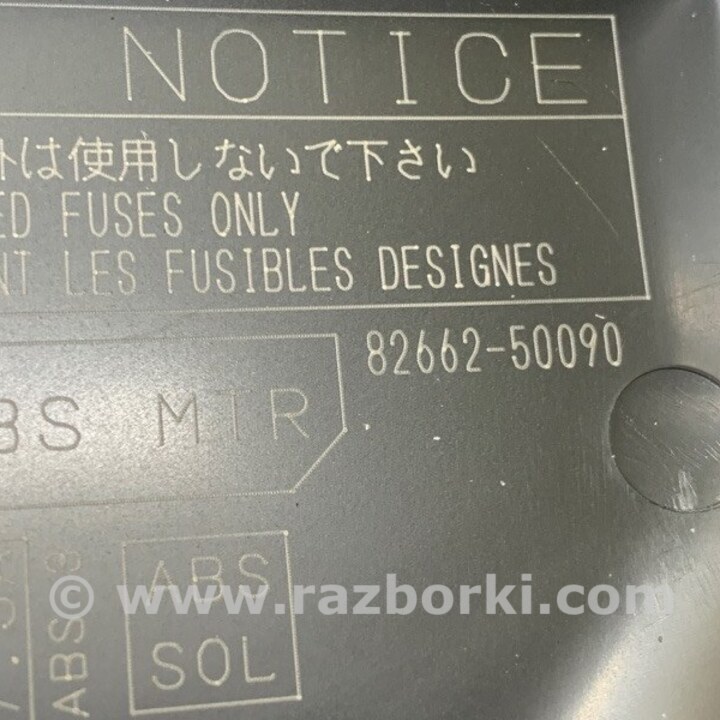 NOTICE
は使用しないで下さい
ED FUSES ONLY
NT LES FUSIBLES DESIGNES
82662-50090
BS MTR
ABS
ABS
SOL
© www.razborki.com